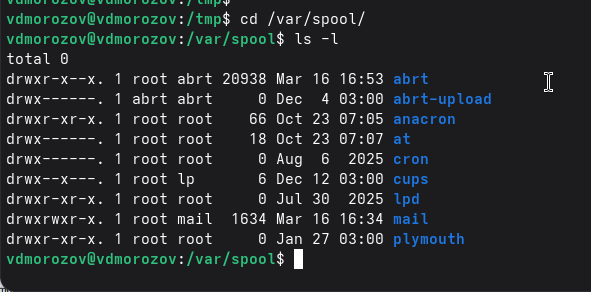 vdmorozov@vdmorozov:/tmp$
vdmorozov@vdmorozov:/tmp$ cd /var/spool/
vdmorozov@vdmorozov:/var/spool$ ls -l
total 0
drwxr-x--x. 1 root abrt 20938 Mar 16 16:53 abrt
drwx------. 1 abrt abrt     0 Dec  4 03:00 abrt-upload
drwxr-xr-x. 1 root root    66 Oct 23 07:05 anacron
drwx------. 1 root root    18 Oct 23 07:07 at
drwx------. 1 root root     0 Aug  6  2025 cron
drwx--x---. 1 root lp       6 Dec 12 03:00 cups
drwxr-xr-x. 1 root root     0 Jul 30  2025 lpd
drwxrwxr-x. 1 root mail  1634 Mar 16 16:34 mail
drwxr-xr-x. 1 root root     0 Jan 27 03:00 plymouth
vdmorozov@vdmorozov:/var/spool$